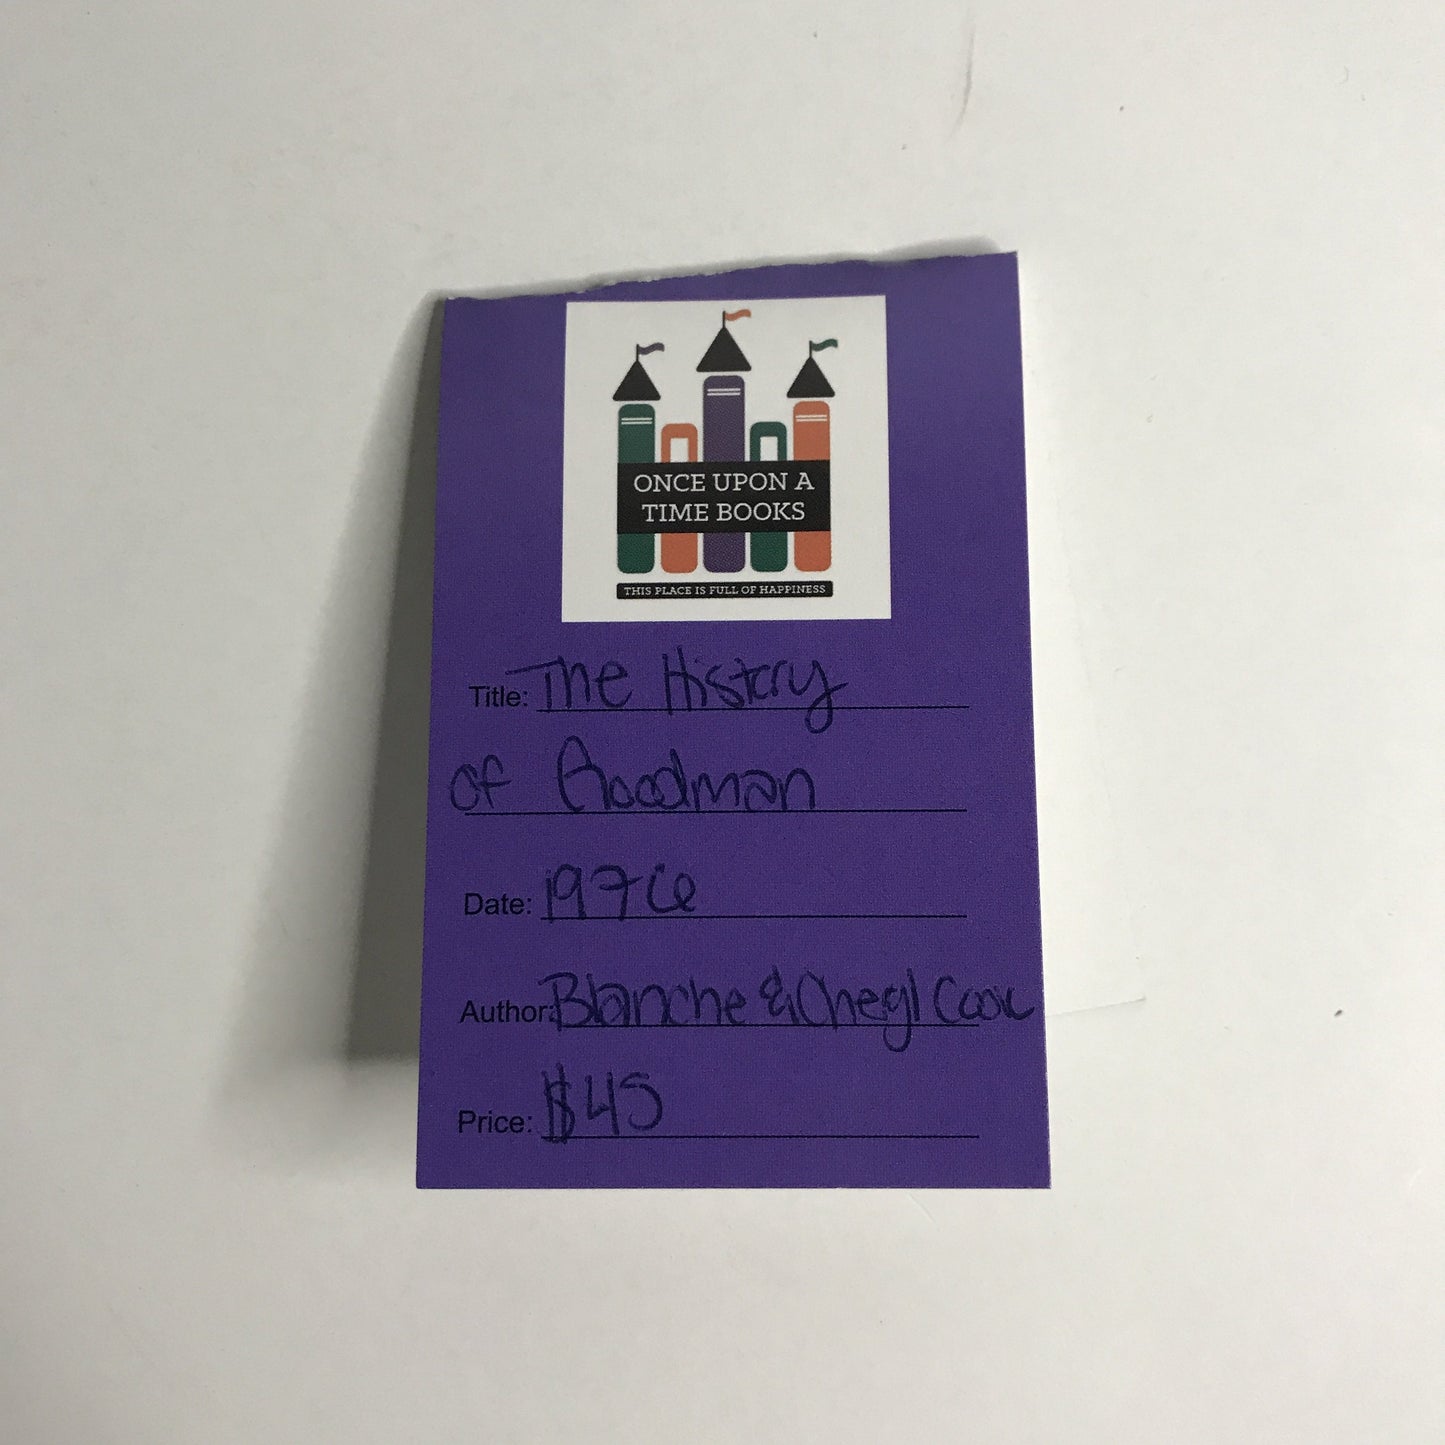 ONCE UPON A
TIME BOOKS
THIS PLACE IS FULL OF HAPPINESS
Title: The History
of Goodman
Date: 1976
Author: Blanche & Cheryl Cook
Price: $45